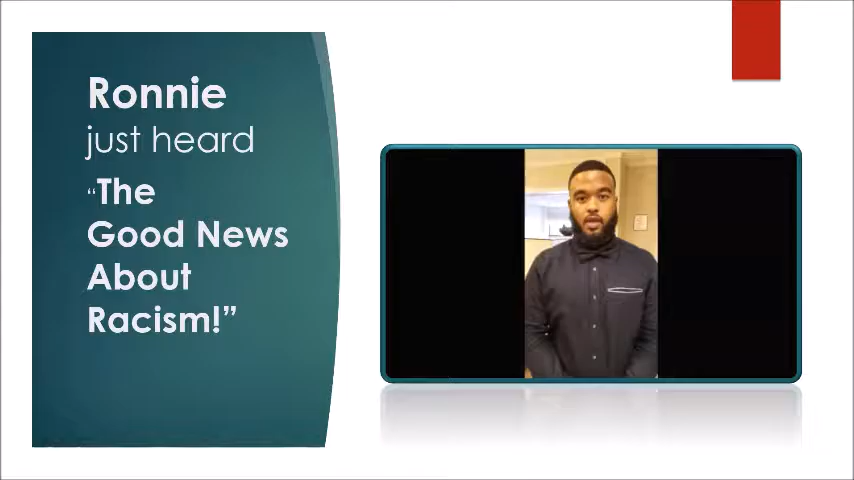 Ronnie
just heard
“The
Good News
About
Racism!”